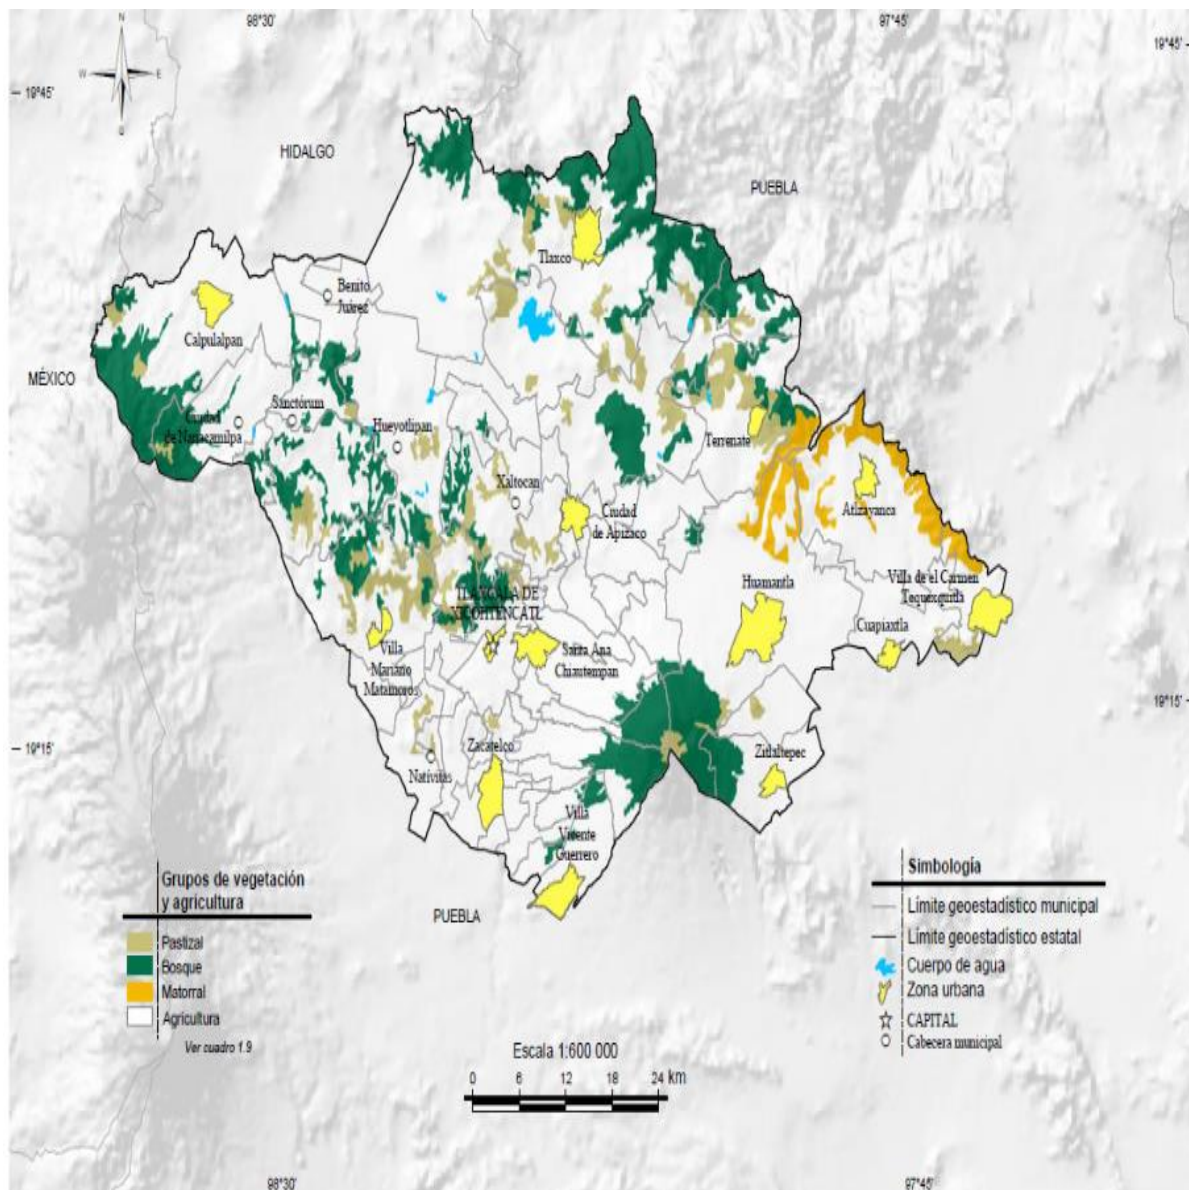 98°30'
97°45'
N
19°45'
W
E
S
19°45'
HIDALGO
PUEBLA
Tlaxco
Benito
Juárez
Calpulalpan
MÉXICO
Sanctórum
Ciudad
de Nanacamilpa
Hueyotlipan
Terrenate
Xaltocan
Atlzayanca
Ciudad
de Apizaco
Huamantla
Villa de el Carmen
Tequexquitla
TLAXCALA DE
XICOHTÉNCATL
Cuapiaxtla
Villa
Mariano
Matamoros
Santa Ana
Chiautempan
19°15'
19°15'
Zacatelco
Zitlaltepec
Nativitas
Villa
Vicente
Guerrero
PUEBLA
Grupos de vegetación
y agricultura
Pastizal
Bosque
Matorral
Agricultura
Ver cuadro 1.9
Simbología
Límite geoestadístico municipal
Límite geoestadístico estatal
Cuerpo de agua
Zona urbana
CAPITAL
Cabecera municipal
Escala 1:600 000
0 6 12 18 24 km
98°30'
97°45'